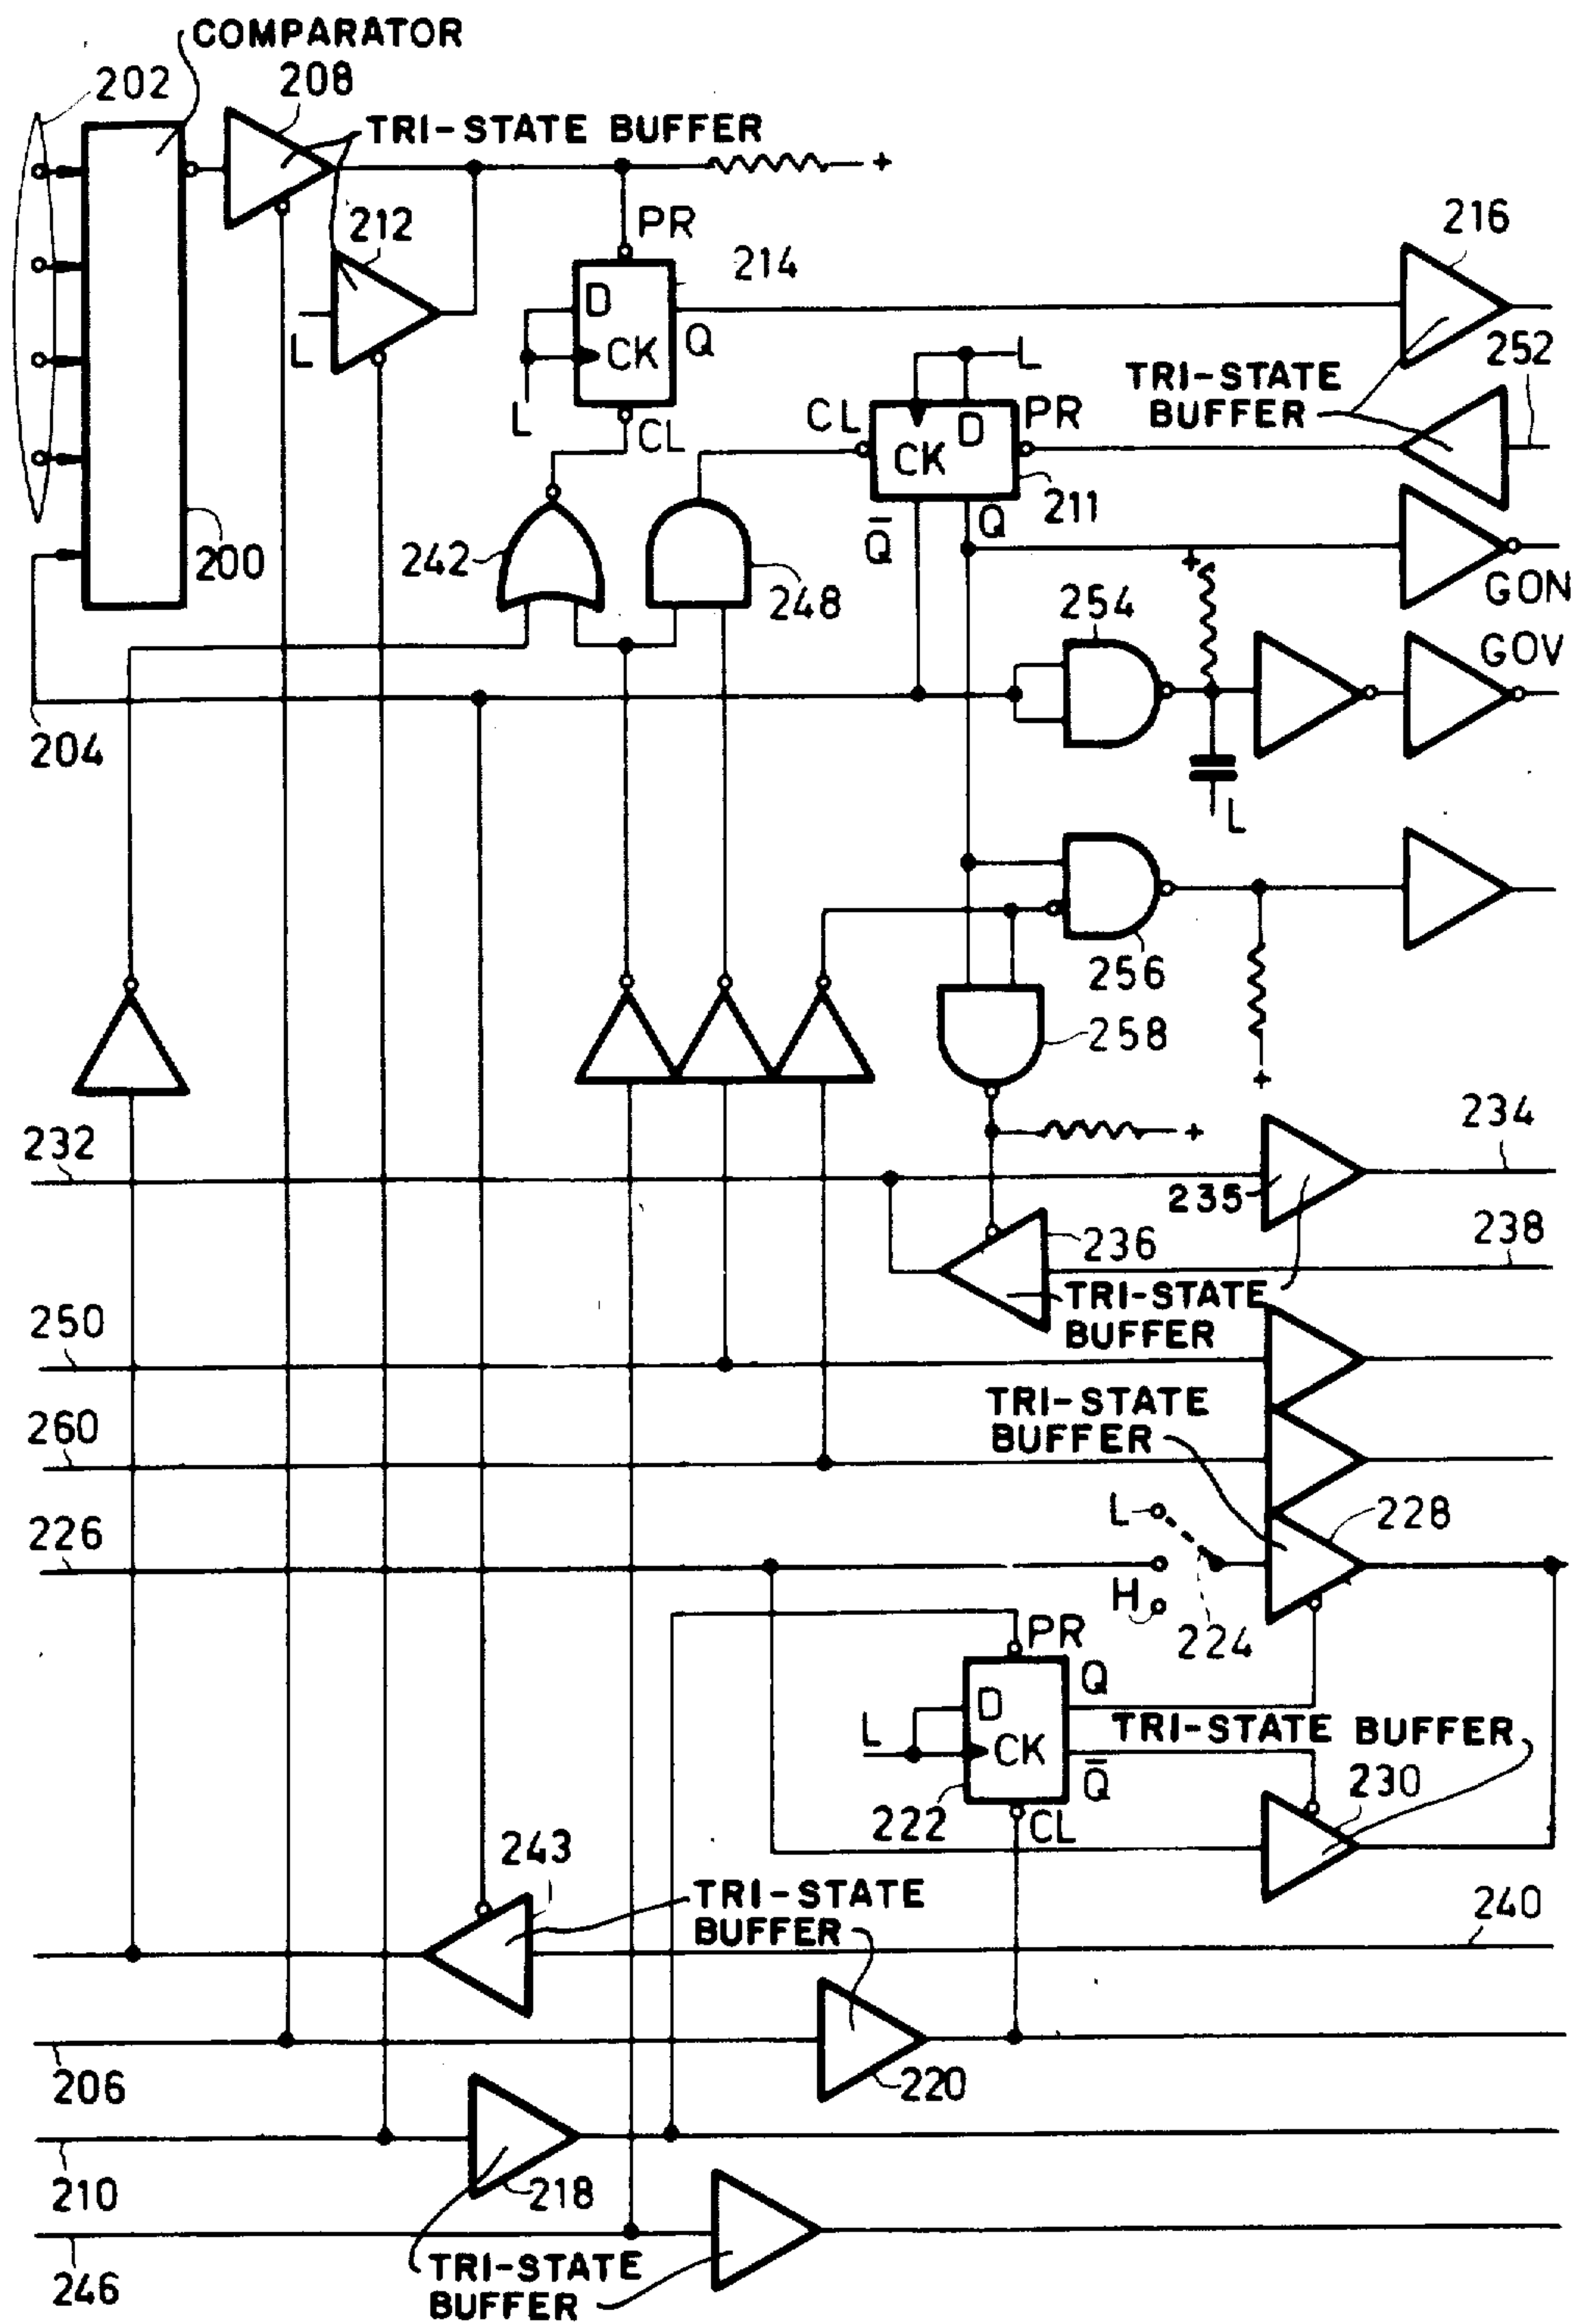 COMPARATOR
202
208
TRI-STATE BUFFER
+
212
PR
216
214
D
Q
L
CK
L
252
TRI-STATE
BUFFER
L
CL
CL
PR
CK
D
211
Q̄
Q
242
200
248
+
GON
254
GOV
204
L
256
258
+
232
+
234
235
236
238
TRI-STATE
BUFFER
250
TRI-STATE
BUFFER
260
L
228
226
H
224
PR
Q
D
L
CK
TRI-STATE BUFFER
Q̄
230
222
CL
243
TRI-STATE
BUFFER
240
206
220
210
218
246
TRI-STATE
BUFFER